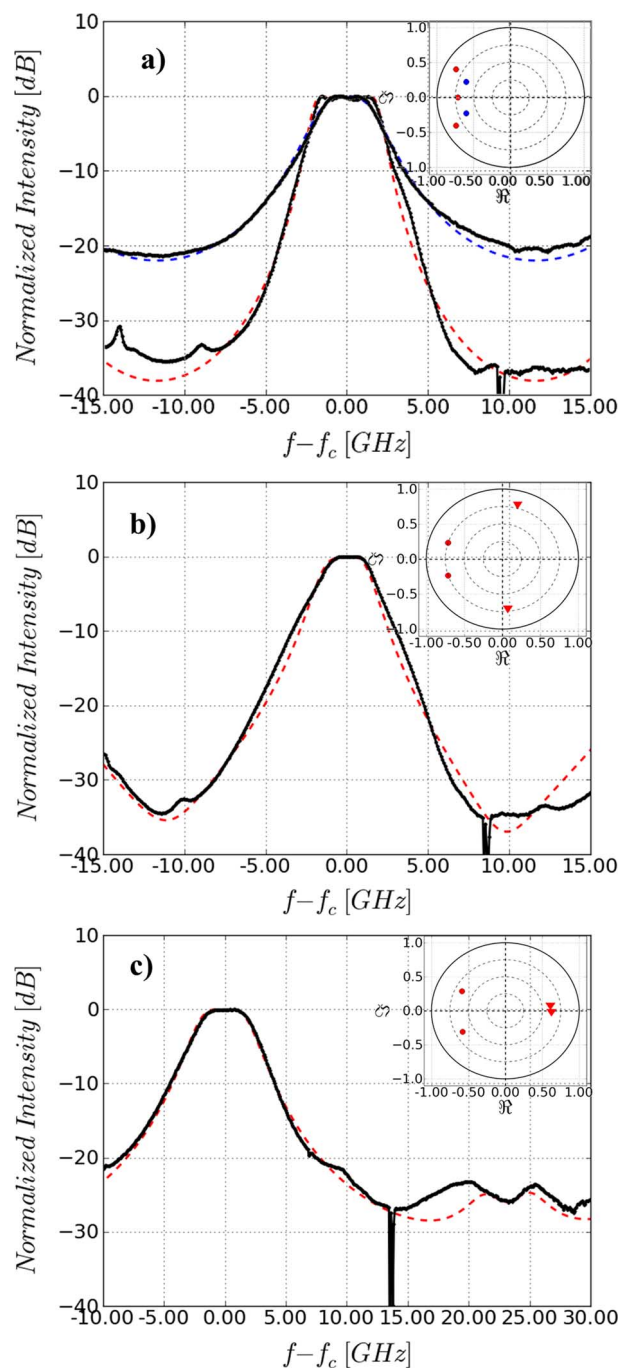 a)
Normalized Intensity [dB]
10
0
−10
−20
−30
−40
−15.00 −10.00 −5.00 0.00 5.00 10.00 15.00
f−f_c [GHz]
1.0
0.5
0.0
−0.5
−1.0
−1.00 −0.50 0.00 0.50 1.00
ℑ
ℜ
b)
Normalized Intensity [dB]
10
0
−10
−20
−30
−40
−15.00 −10.00 −5.00 0.00 5.00 10.00 15.00
f−f_c [GHz]
1.0
0.5
0.0
−0.5
−1.0
−1.00 −0.50 0.00 0.50 1.00
ℑ
ℜ
c)
Normalized Intensity [dB]
10
0
−10
−20
−30
−40
−10.00 −5.00 0.00 5.00 10.00 15.00 20.00 25.00 30.00
f−f_c [GHz]
1.0
0.5
0.0
−0.5
−1.0
−1.00 −0.50 0.00 0.50 1.00
ℑ
ℜ